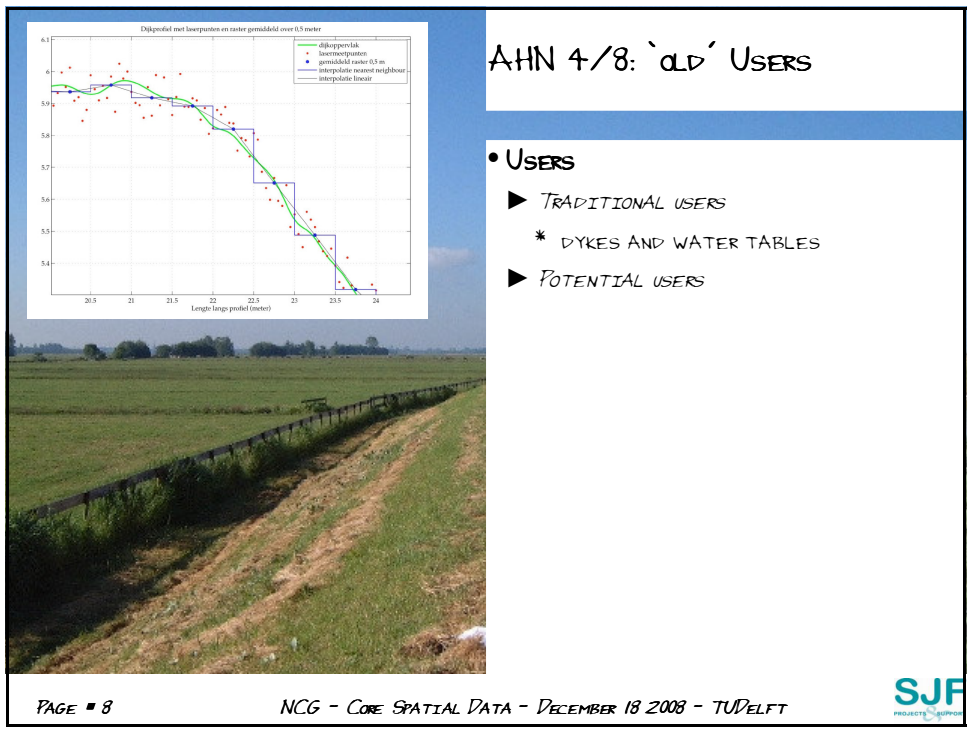 Dijkprofiel met laserpunten en raster gemiddeld over 0,5 meter
6.1
6
5.9
5.8
5.7
5.6
5.5
5.4
dijkoppervlak
lasermeetpunten
gemiddeld raster 0,5 m
interpolatie nearest neighbour
interpolatie lineair
20.5 21 21.5 22 22.5 23 23.5 24
Lengte langs profiel (meter)
AHN 4/8: `old´ Users
• Users
► Traditional users
* dykes and water tables
► Potential users
Page ▪ 8
NCG - Core Spatial Data - December 18 2008 - TUDelft
SJF
PROJECTS & SUPPORT